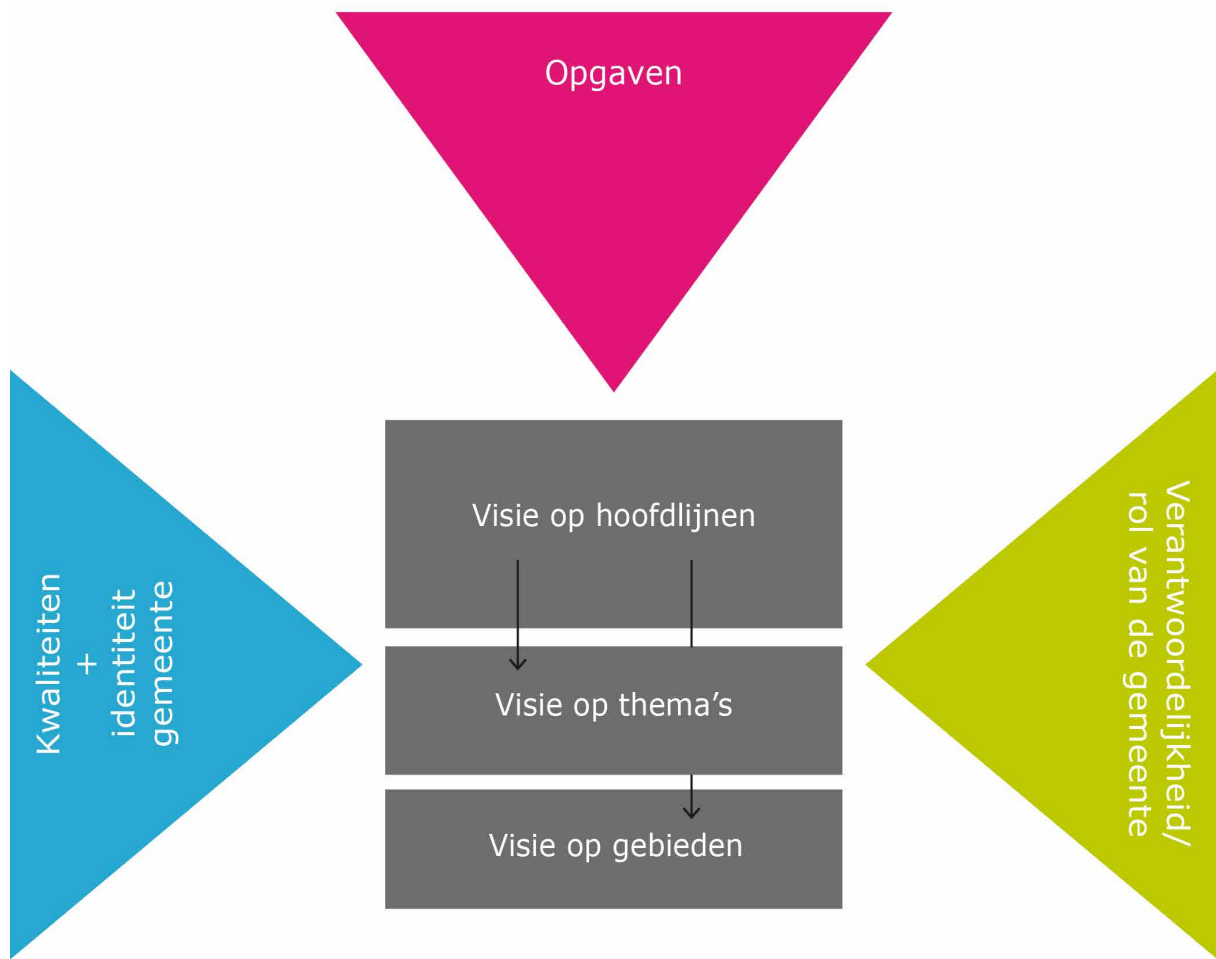 Opgaven
Kwaliteiten
+
identiteit
gemeente
Visie op hoofdlijnen
Visie op thema’s
Visie op gebieden
Verantwoordelijkheid/
rol van de gemeente